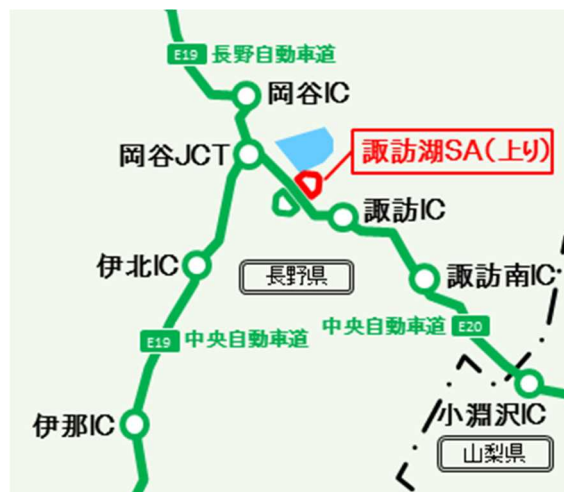 E19 長野自動車道
岡谷IC
岡谷JCT
諏訪湖SA(上り)
諏訪IC
伊北IC
長野県
諏訪南IC
E19 中央自動車道
中央自動車道 E20
小淵沢IC
伊那IC
山梨県